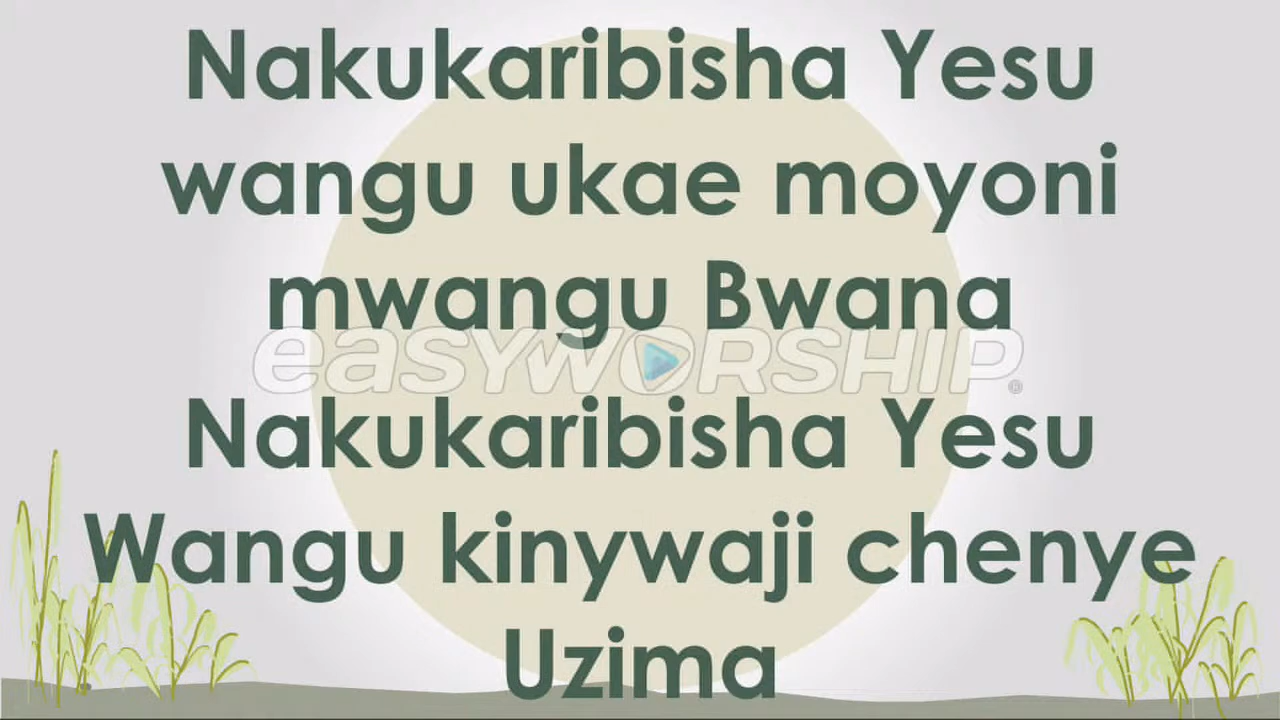 Nakukaribisha Yesu
wangu ukae moyoni
mwangu Bwana
easyworship®
Nakukaribisha Yesu
Wangu kinywaji chenye
Uzima